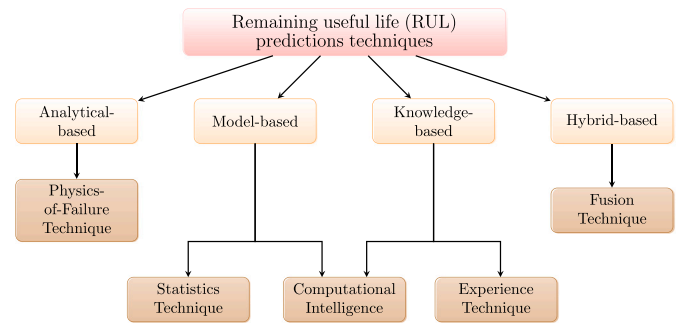 Remaining useful life (RUL)
predictions techniques
Analytical-
based
Model-based
Knowledge-
based
Hybrid-based
Physics-
of-Failure
Technique
Fusion
Technique
Statistics
Technique
Computational
Intelligence
Experience
Technique